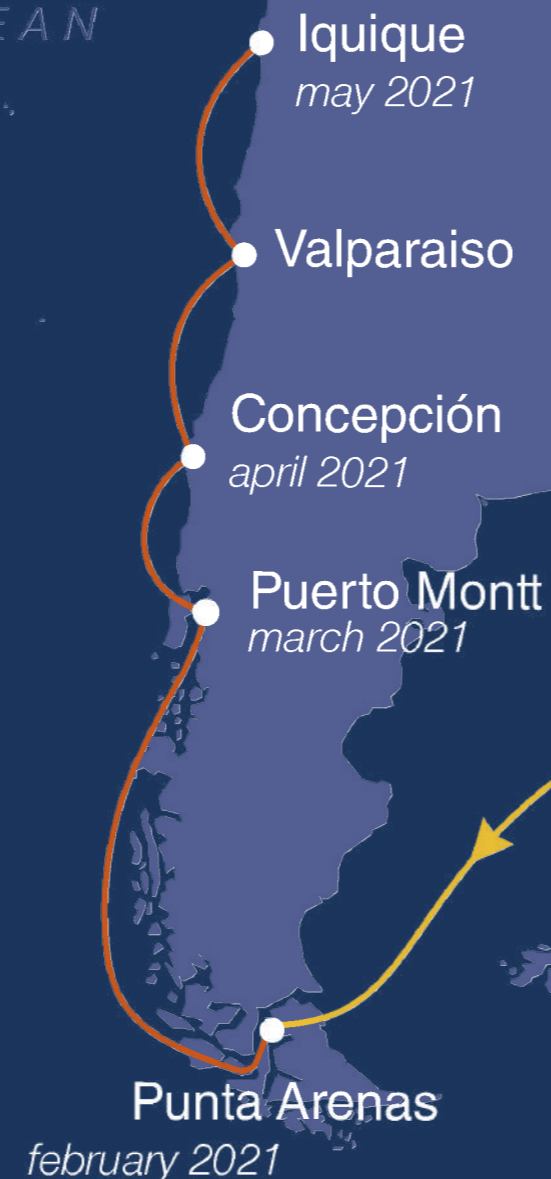 EAN
Iquique
may 2021
Valparaiso
Concepción
april 2021
Puerto Montt
march 2021
Punta Arenas
february 2021